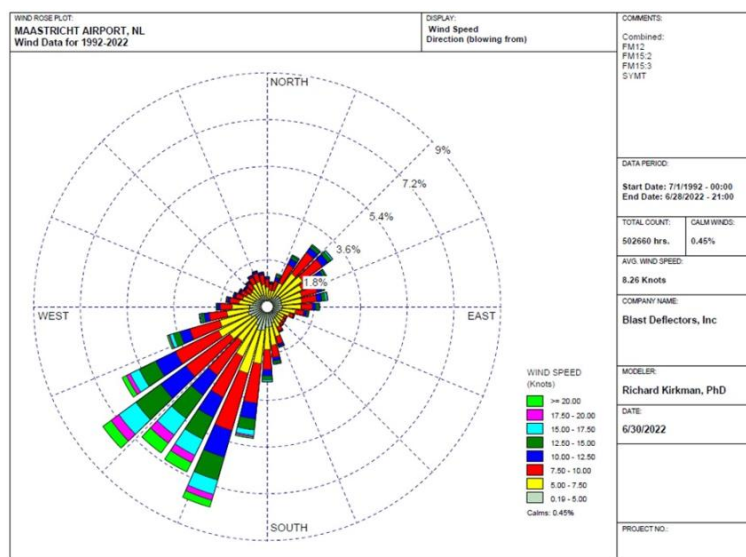 WIND ROSE PLOT:
MAASTRICHT AIRPORT, NL
Wind Data for 1992-2022
DISPLAY:
Wind Speed
Direction (blowing from)
NORTH
9%
7.2%
5.4%
3.6%
1.8%
WEST
EAST
SOUTH
WIND SPEED
(Knots)
>= 20.00
17.50 - 20.00
15.00 - 17.50
12.50 - 15.00
10.00 - 12.50
7.50 - 10.00
5.00 - 7.50
0.19 - 5.00
Calms: 0.45%
COMMENTS:
Combined:
FM12
FM15:2
FM15:3
SYMT
DATA PERIOD:
Start Date: 7/1/1992 - 00:00
End Date: 6/28/2022 - 21:00
TOTAL COUNT:
502660 hrs.
CALM WINDS:
0.45%
AVG. WIND SPEED:
8.26 Knots
COMPANY NAME:
Blast Deflectors, Inc
MODELER:
Richard Kirkman, PhD
DATE:
6/30/2022
PROJECT NO.: